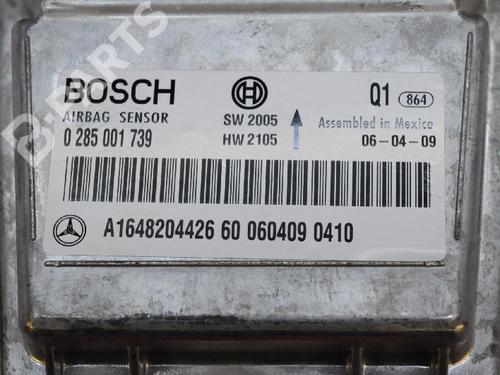 B-PARTS
BOSCH
SW 2005
Q1 864
AIRBAG SENSOR
HW 2105
Assembled in Mexico
0 285 001 739
06-04-09
A1648204426 60 060409 0410